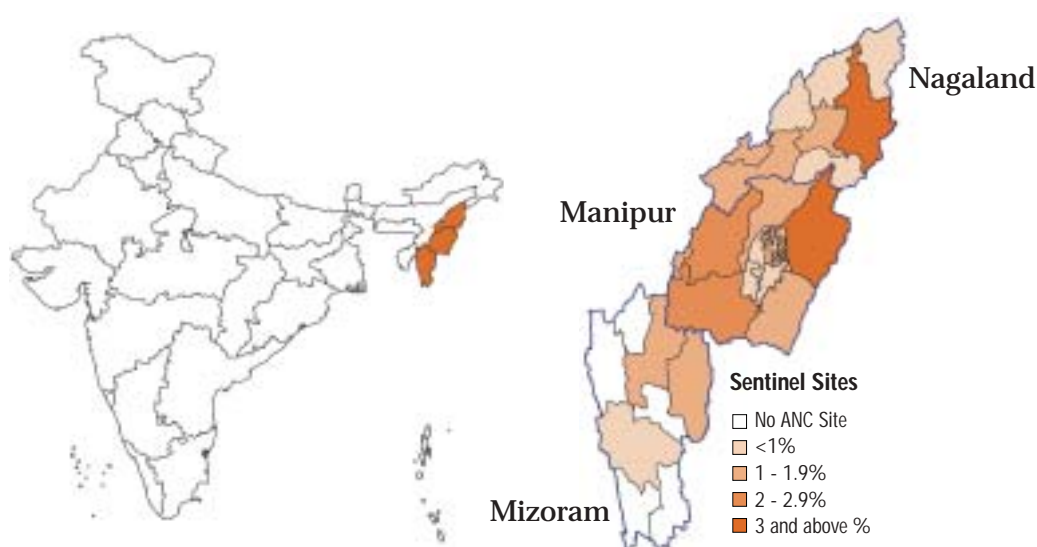 Nagaland
Manipur
Mizoram
Sentinel Sites
No ANC Site
<1%
1 - 1.9%
2 - 2.9%
3 and above %